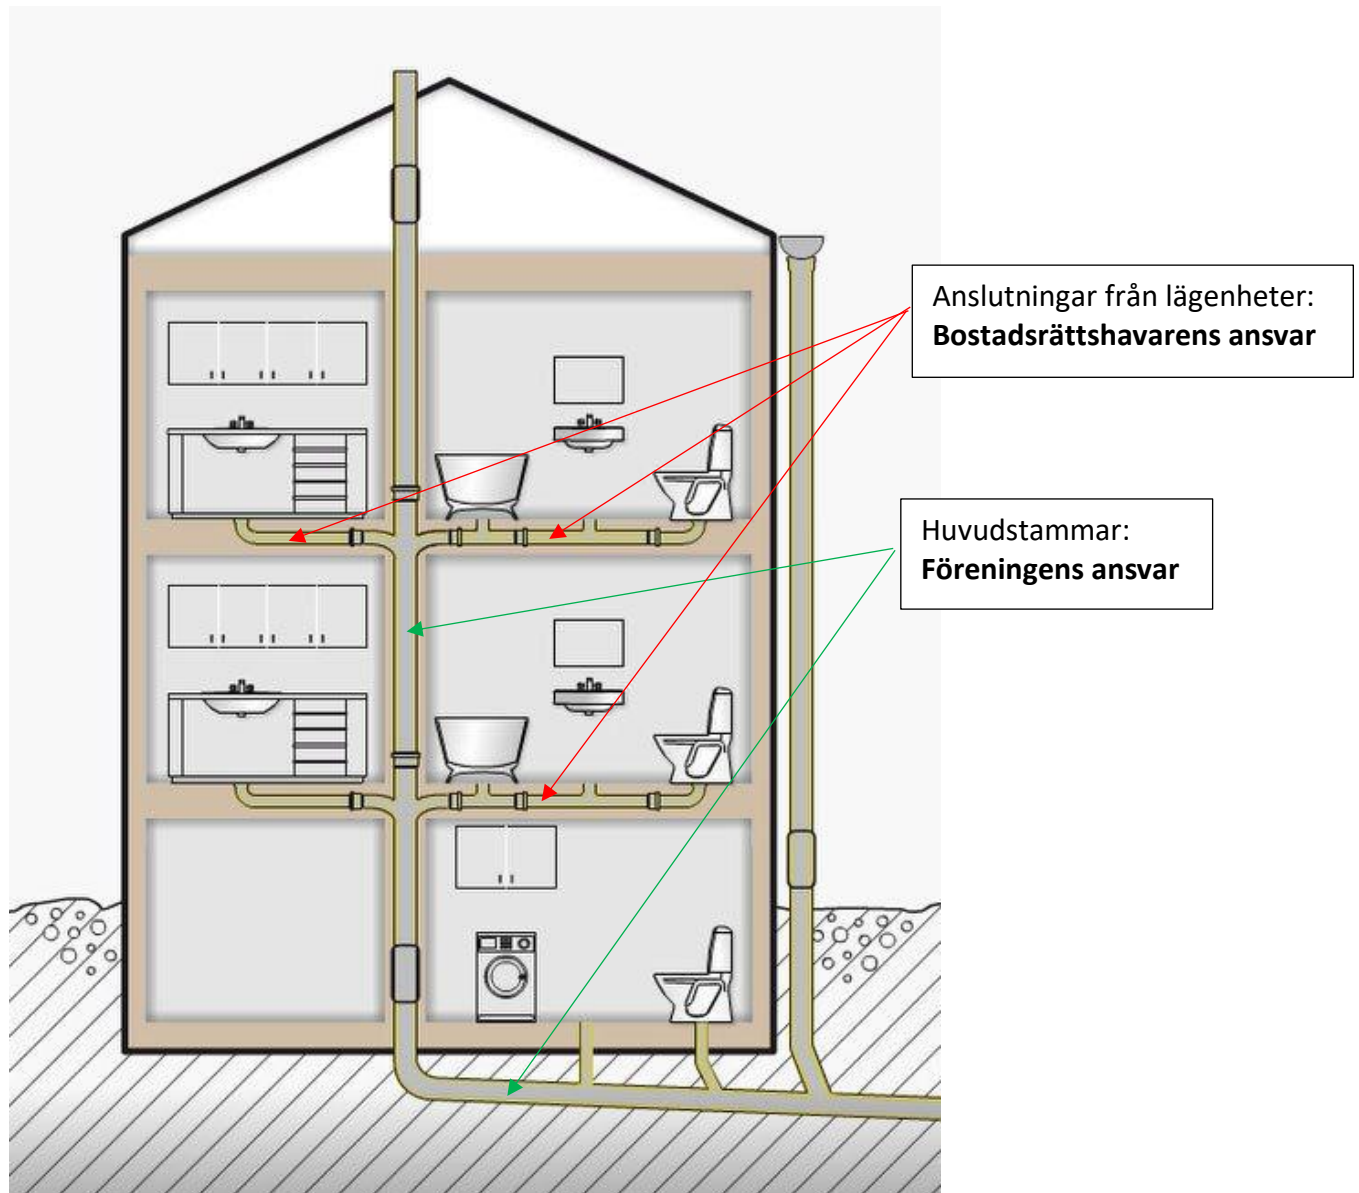 Anslutningar från lägenheter:
Bostadsrättshavarens ansvar
Huvudstammar:
Föreningens ansvar